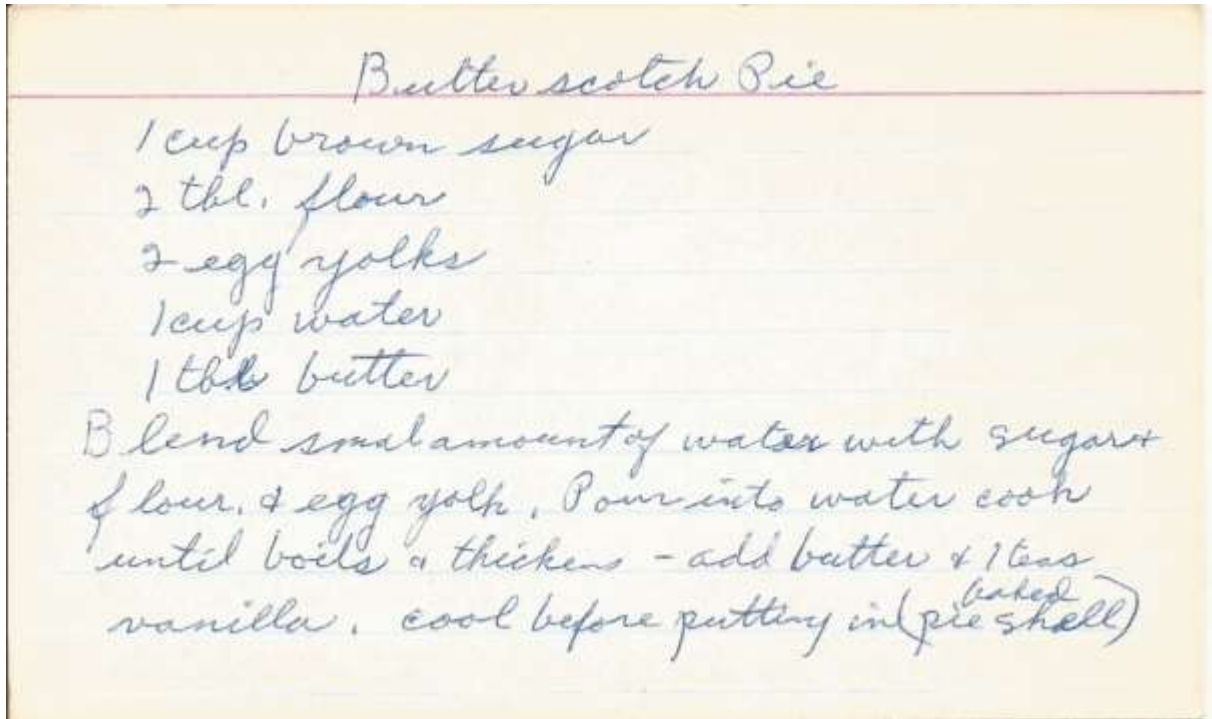 Butterscotch Pie
1 cup brown sugar
2 tbl. flour
2 egg yolks
1 cup water
1 tbl butter
Blend smal amount of water with sugar &
flour, & egg yolk. Pour into water cook
until boils & thickens - add butter & 1 teas
baked
vanilla. cool before putting in (pie shell)